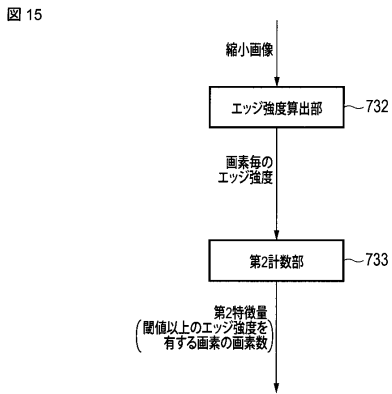 図 15
縮小画像
エッジ強度算出部
732
画素毎の
エッジ強度
第2計数部
733
第2特徴量
(閾値以上のエッジ強度を
有する画素の画素数)